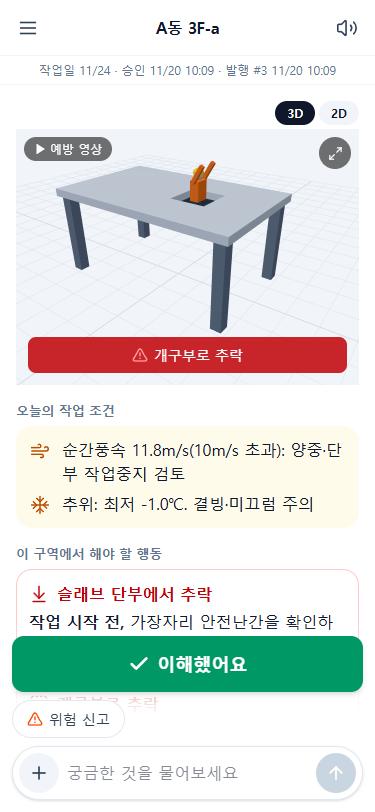 A동 3F-a
작업일 11/24 · 승인 11/20 10:09 · 발행 #3 11/20 10:09
3D 2D
예방 영상
개구부로 추락
오늘의 작업 조건
순간풍속 11.8m/s(10m/s 초과): 양중·단
부 작업중지 검토
추위: 최저 -1.0℃. 결빙·미끄럼 주의
이 구역에서 해야 할 행동
슬래브 단부에서 추락
작업 시작 전, 가장자리 안전난간을 확인하
이해했어요
개구부로 추락
위험 신고
궁금한 것을 물어보세요